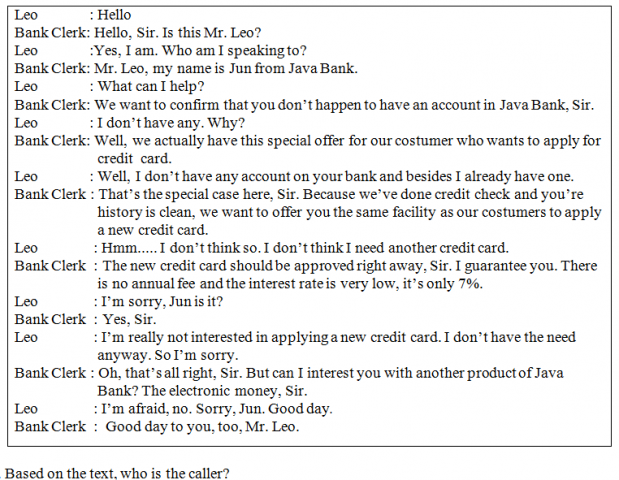 Leo : Hello
Bank Clerk: Hello, Sir. Is this Mr. Leo?
Leo :Yes, I am. Who am I speaking to?
Bank Clerk: Mr. Leo, my name is Jun from Java Bank.
Leo : What can I help?
Bank Clerk: We want to confirm that you don't happen to have an account in Java Bank, Sir.
Leo : I don't have any. Why?
Bank Clerk: Well, we actually have this special offer for our costumer who wants to apply for
credit card.
Leo : Well, I don't have any account on your bank and besides I already have one.
Bank Clerk : That's the special case here, Sir. Because we've done credit check and you're
history is clean, we want to offer you the same facility as our costumers to apply
a new credit card.
Leo : Hmm..... I don't think so. I don't think I need another credit card.
Bank Clerk : The new credit card should be approved right away, Sir. I guarantee you. There
is no annual fee and the interest rate is very low, it's only 7%.
Leo : I'm sorry, Jun is it?
Bank Clerk : Yes, Sir.
Leo : I'm really not interested in applying a new credit card. I don't have the need
anyway. So I'm sorry.
Bank Clerk : Oh, that's all right, Sir. But can I interest you with another product of Java
Bank? The electronic money, Sir.
Leo : I'm afraid, no. Sorry, Jun. Good day.
Bank Clerk : Good day to you, too, Mr. Leo.
. Based on the text, who is the caller?